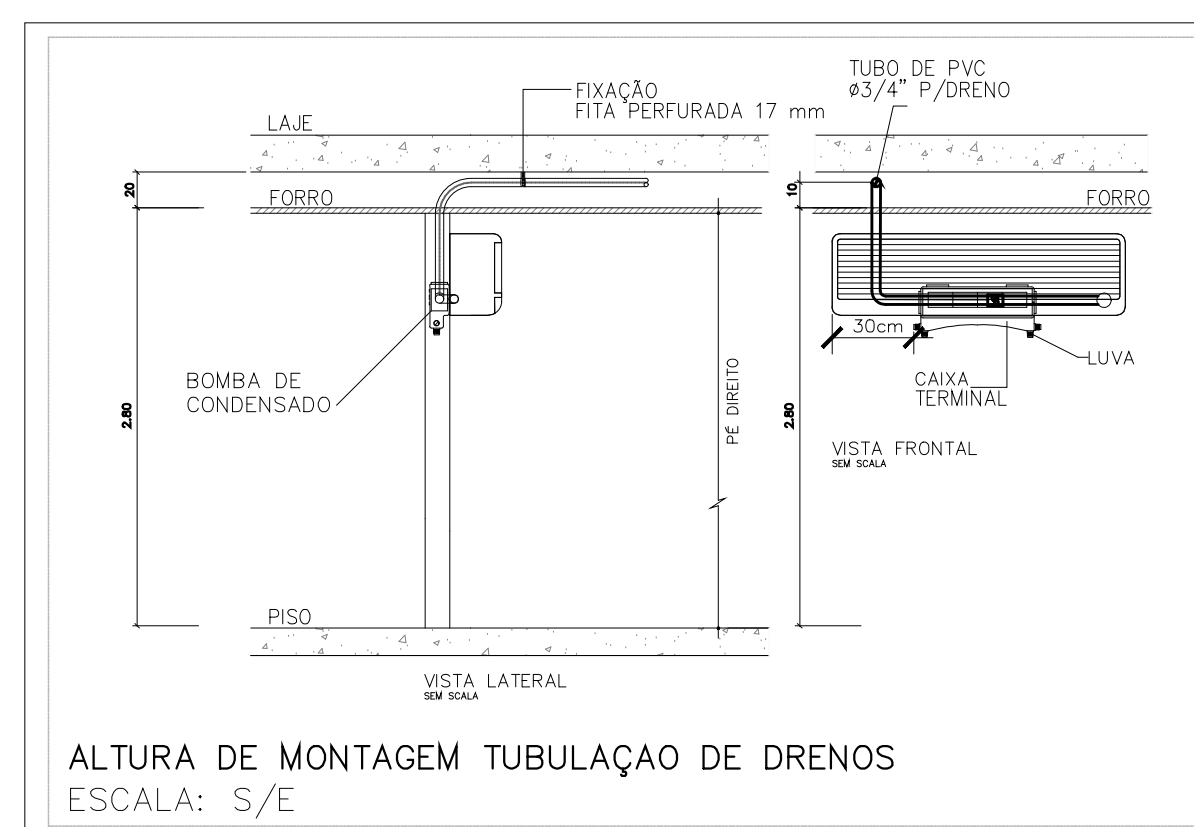 TUBO DE PVC
ø3/4" P/DRENO
FIXAÇÃO
FITA PERFURADA 17 mm
LAJE
20
FORRO
10
FORRO
30cm
LUVA
CAIXA
TERMINAL
BOMBA DE
CONDENSADO
2.80
PÉ DIREITO
2.80
VISTA FRONTAL
SEM SCALA
PISO
VISTA LATERAL
SEM SCALA
ALTURA DE MONTAGEM TUBULAÇAO DE DRENOS
ESCALA: S/E